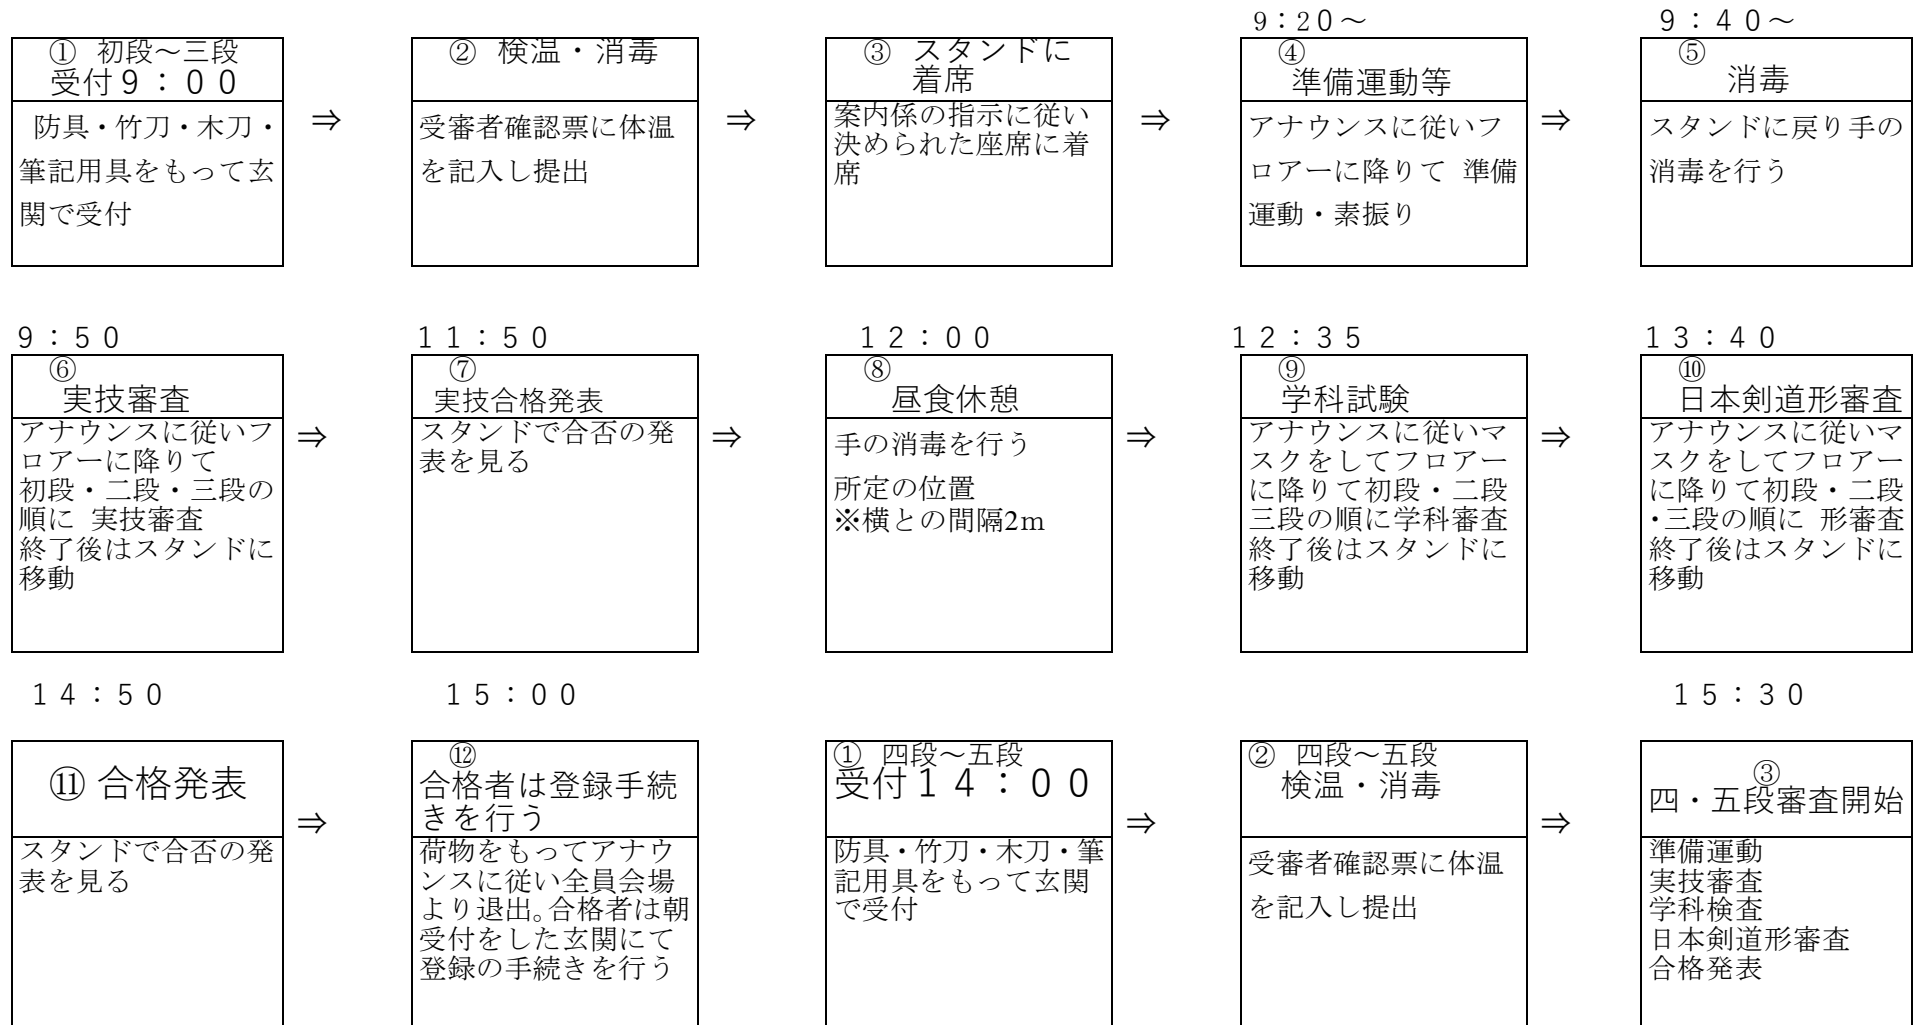 ① 初段～三段
受付９：００
防具・竹刀・木刀・
筆記用具をもって玄
関で受付
⇒
② 検温・消毒
受審者確認票に体温
を記入し提出
⇒
③ スタンドに
着席
案内係の指示に従い
決められた座席に着
席
⇒
9：20～
④
準備運動等
アナウンスに従いフ
ロアーに降りて 準備
運動・素振り
⇒
９：４０～
⑤
消毒
スタンドに戻り手の
消毒を行う
９：５０
⑥
実技審査
アナウンスに従いフ
ロアーに降りて
初段・二段・三段の
順に 実技審査
終了後はスタンドに
移動
⇒
１１：５０
⑦
実技合格発表
スタンドで合否の発
表を見る
⇒
１２：００
⑧
昼食休憩
手の消毒を行う
所定の位置
※横との間隔2m
⇒
１２：３５
⑨
学科試験
アナウンスに従いマ
スクをしてフロアー
に降りて初段・二段
三段の順に学科審査
終了後はスタンドに
移動
⇒
１３：４０
⑩
日本剣道形審査
アナウンスに従いマ
スクをしてフロアー
に降りて初段・二段
・三段の順に 形審査
終了後はスタンドに
移動
１４：５０
⑪ 合格発表
スタンドで合否の発
表を見る
⇒
１５：００
⑫
合格者は登録手続
きを行う
荷物をもってアナウ
ンスに従い全員会場
より退出。合格者は朝
受付をした玄関にて
登録の手続きを行う
① 四段～五段
受付１４：００
防具・竹刀・木刀・筆
記用具をもって玄関
で受付
⇒
② 四段～五段
検温・消毒
受審者確認票に体温
を記入し提出
⇒
１５：３０
③
四・五段審査開始
準備運動
実技審査
学科検査
日本剣道形審査
合格発表